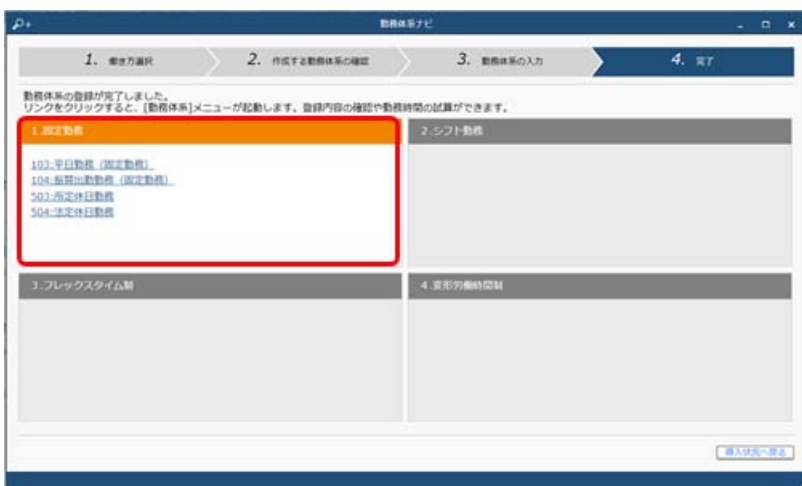 勤務体系ナビ
1. 働き方選択
2. 作成する勤務体系の確認
3. 勤務体系の入力
4. 完了
勤務体系の登録が完了しました。
リンクをクリックすると、[勤務体系]メニューが起動します。登録内容の確認や勤務時間の試算ができます。
1.固定勤務
2.シフト勤務
103:平日勤務（固定勤務）
104:振替出勤勤務（固定勤務）
503:所定休日勤務
504:法定休日勤務
3.フレックスタイム制
4.変形労働時間制
導入状況へ戻る